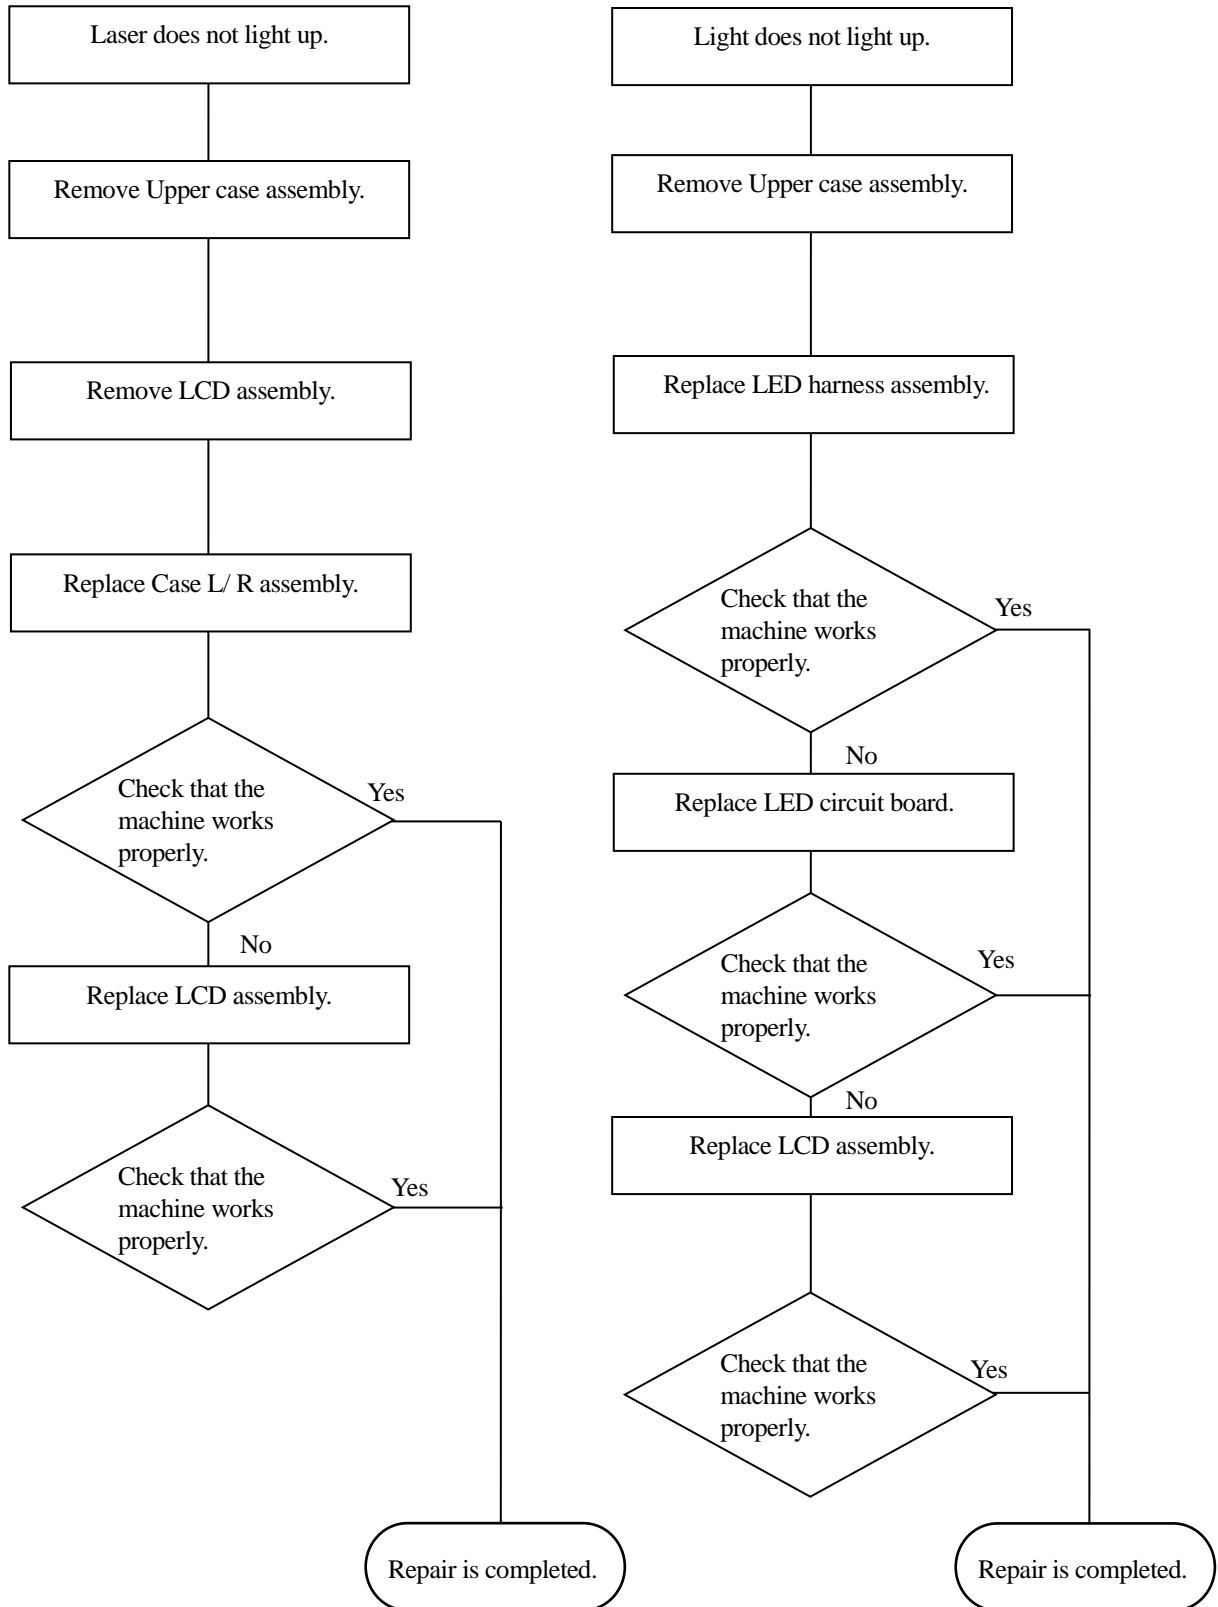 Laser does not light up.
Remove Upper case assembly.
Remove LCD assembly.
Replace Case L/ R assembly.
Check that the
machine works
properly.
Yes
No
Replace LCD assembly.
Check that the
machine works
properly.
Yes
Repair is completed.
Light does not light up.
Remove Upper case assembly.
Replace LED harness assembly.
Check that the
machine works
properly.
Yes
No
Replace LED circuit board.
Check that the
machine works
properly.
Yes
No
Replace LCD assembly.
Check that the
machine works
properly.
Yes
Repair is completed.